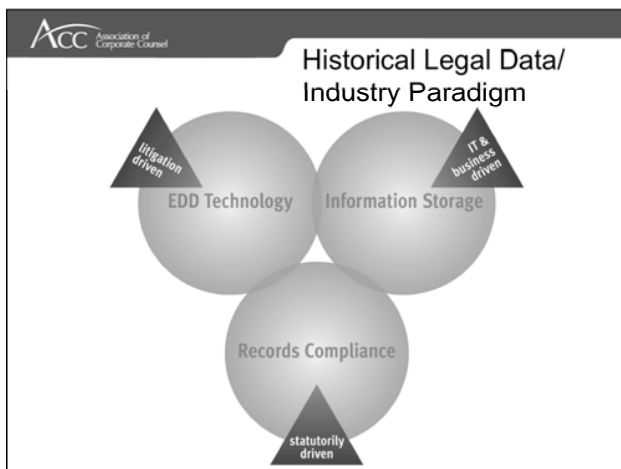 ACC Association of
Corporate Counsel
Historical Legal Data/
Industry Paradigm
litigation
driven
IT &
business
driven
EDD Technology
Information Storage
Records Compliance
statutorily
driven